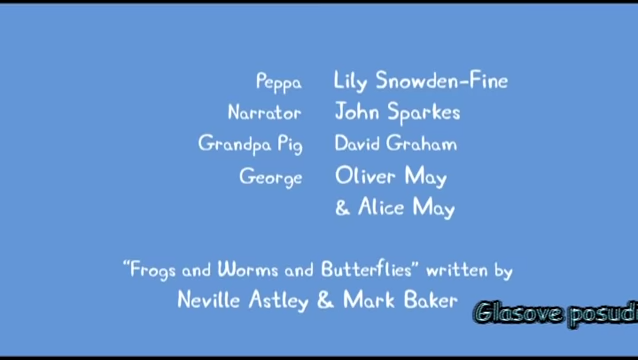 Peppa Lily Snowden-Fine
Narrator John Sparkes
Grandpa Pig David Graham
George Oliver May
& Alice May
“Frogs and Worms and Butterflies” written by
Neville Astley & Mark Baker
Glasove posudi